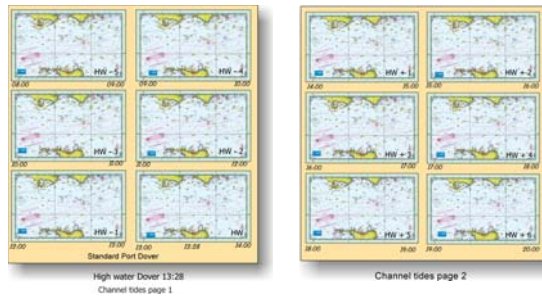 HW - 5
HW - 4
08:00 09:00 09:00 10:00
HW - 3
HW - 2
10:00 11:00 11:00 12:00
HW - 1
HW
12:00 13:00 13:00 13:28 14:00
Standard Port Dover
High water Dover 13:28
Channel tides page 1
HW + 1
HW + 2
14:00 15:00 15:00 16:00
HW + 3
HW + 4
16:00 17:00 17:00 18:00
HW + 5
HW + 6
18:00 19:00 19:00 20:00
Channel tides page 2